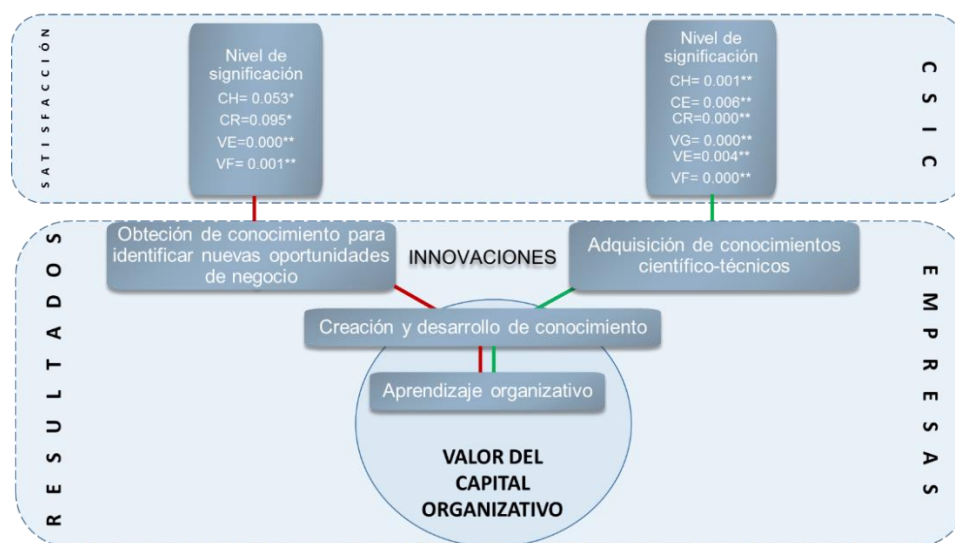 SATISFACCIÓN
Nivel de
significación
CH= 0.053*
CR=0.095*
VE=0.000**
VF= 0.001**
Nivel de
significación
CH= 0.001**
CE= 0.006**
CR=0.000**
VG= 0.000**
VE=0.004**
VF= 0.000**
CSIC
RESULTADOS
Obteción de conocimiento para
identificar nuevas oportunidades
de negocio
INNOVACIONES
Adquisición de conocimientos
científico-técnicos
EMPRESAS
Creación y desarrollo de conocimiento
Aprendizaje organizativo
VALOR DEL
CAPITAL
ORGANIZATIVO